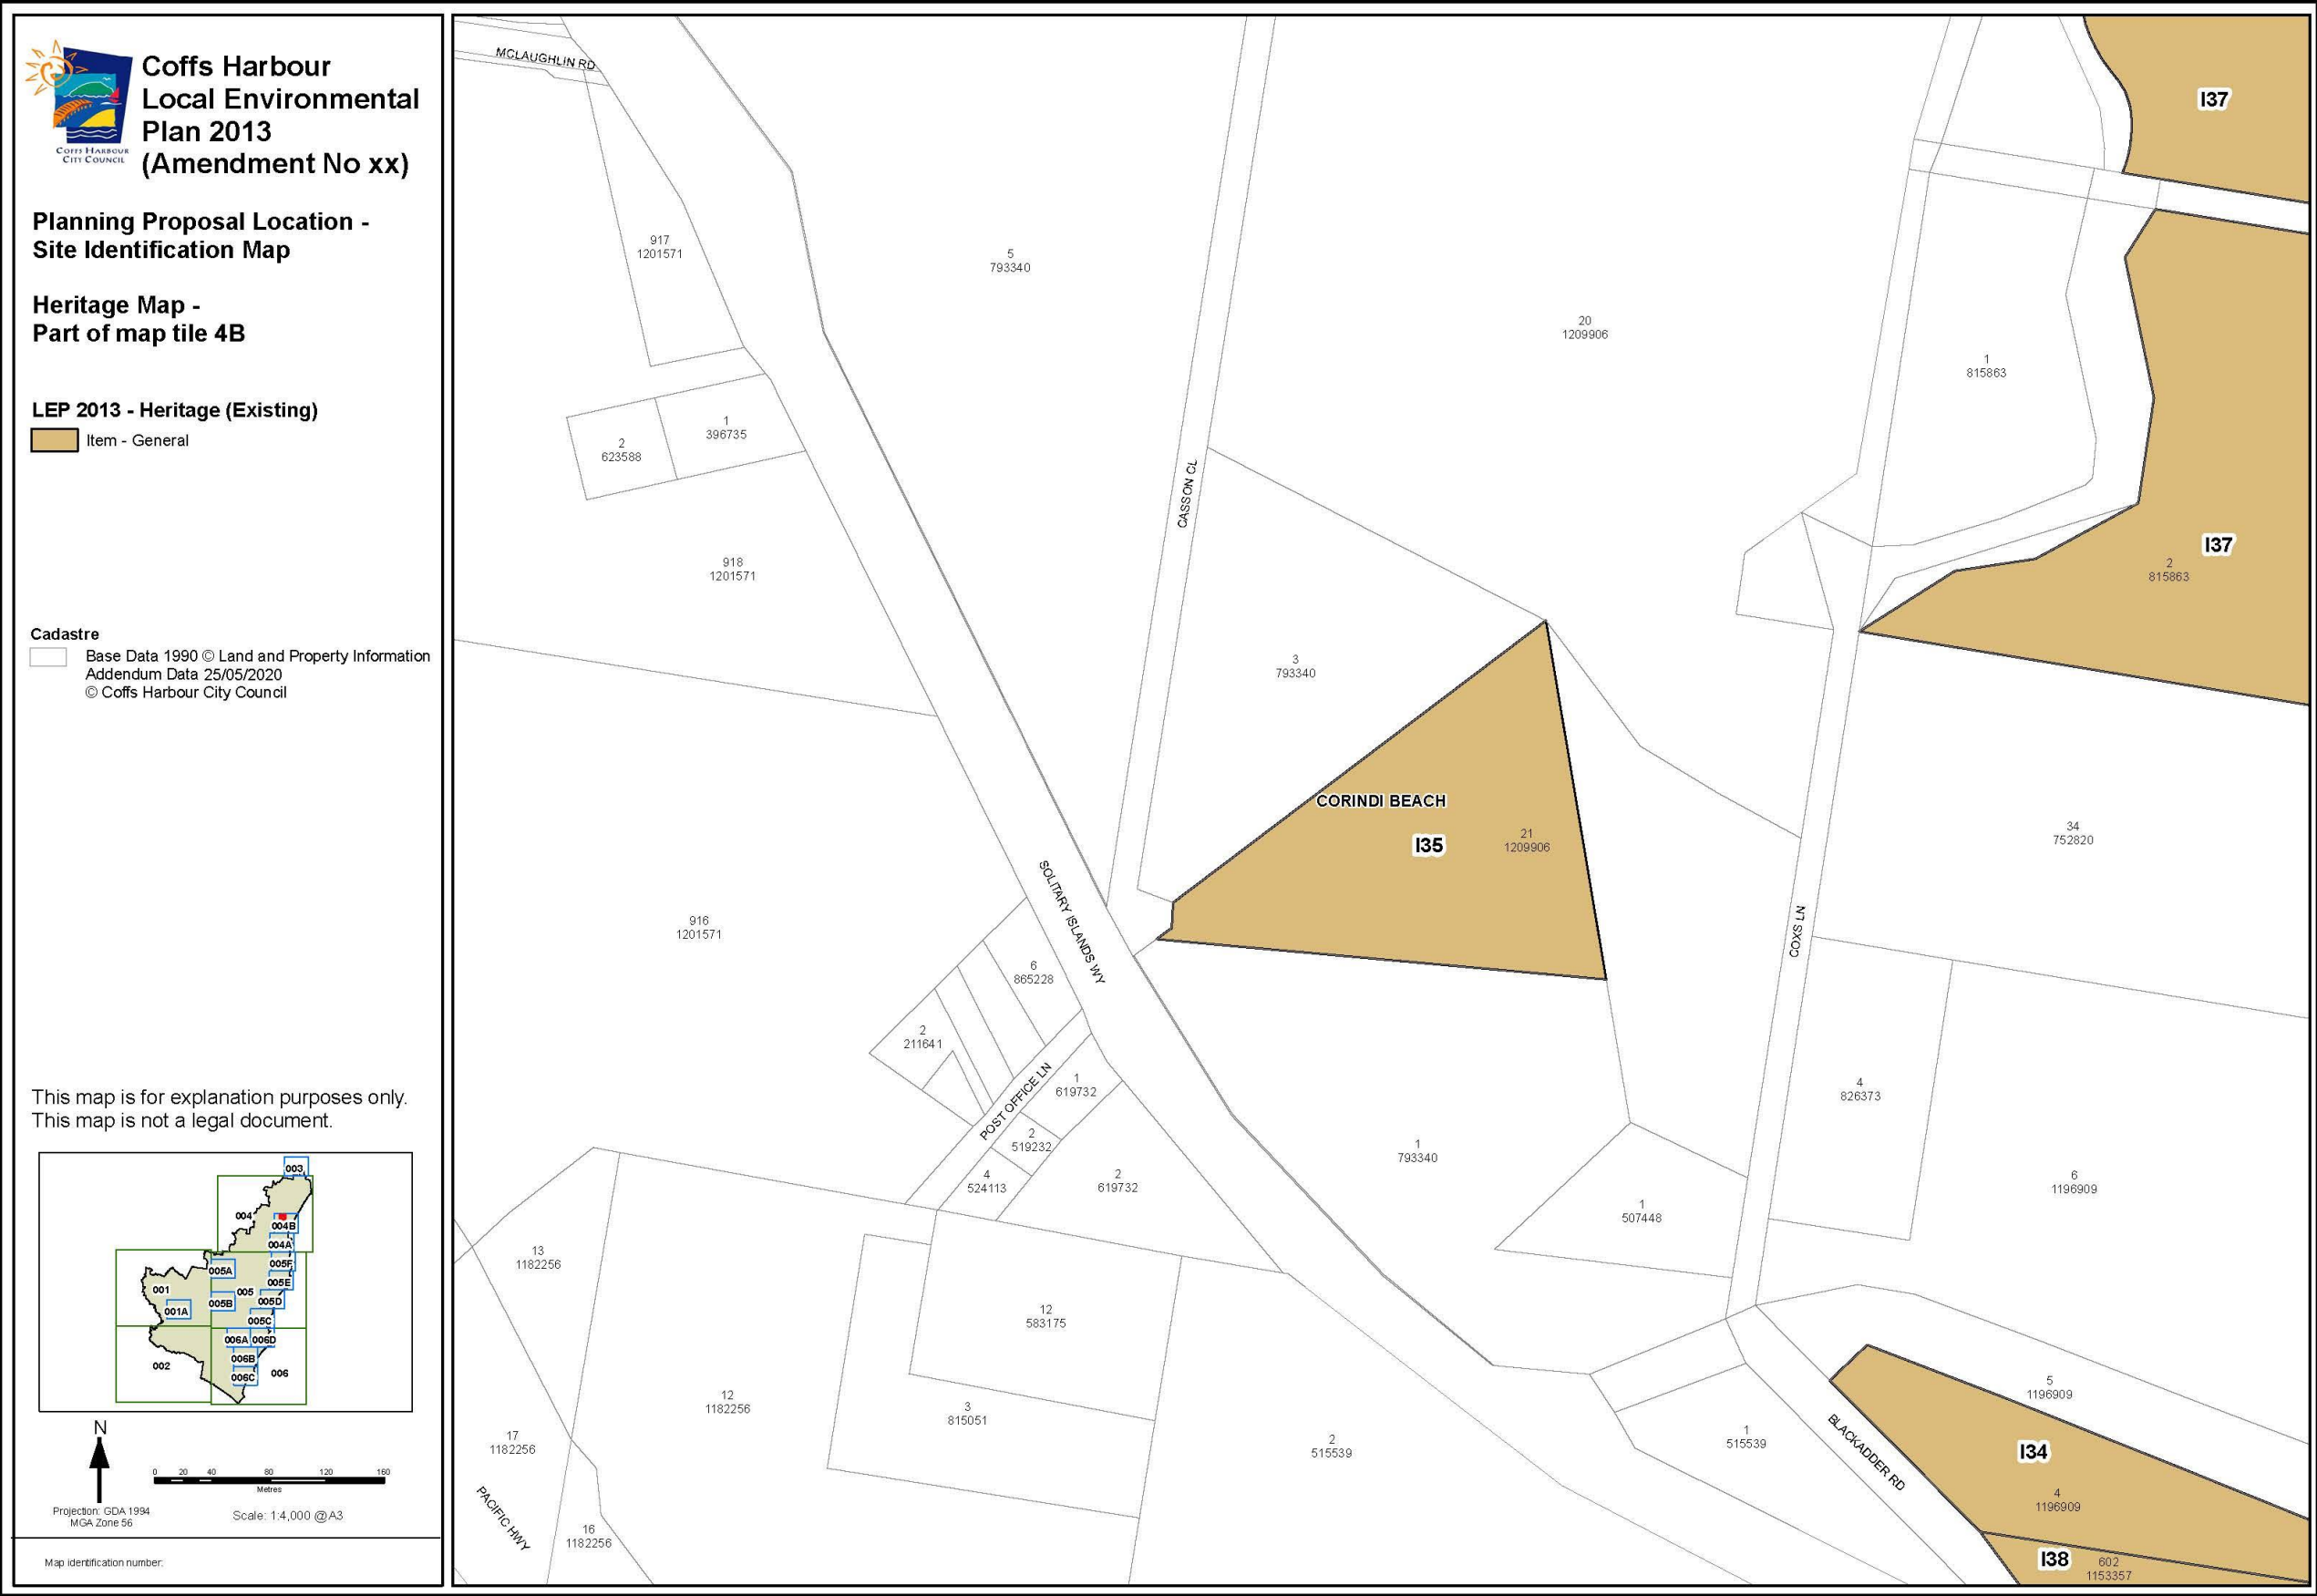 Coffs Harbour
Local Environmental
Plan 2013
(Amendment No xx)
COFFS HARBOUR
CITY COUNCIL
Planning Proposal Location -
Site Identification Map
Heritage Map -
Part of map tile 4B
LEP 2013 - Heritage (Existing)
Item - General
Cadastre
Base Data 1990 © Land and Property Information
Addendum Data 25/05/2020
© Coffs Harbour City Council
This map is for explanation purposes only.
This map is not a legal document.
003
004
004B
004A
005F
005A
005E
001
005
005B
005D
001A
005C
006A
006D
002
006B
006
006C
N
0 20 40 80 120 160
Metres
Projection: GDA 1994
MGA Zone 56
Scale: 1:4,000 @A3
Map identification number:
MCLAUGHLIN RD
I37
917
1201571
5
793340
20
1209906
1
815863
1
396735
2
623588
CASSON CL
918
1201571
I37
2
815863
3
793340
CORINDI BEACH
I35
21
1209906
34
752820
SOLITARY ISLANDS WY
COXS LN
916
1201571
6
865228
2
211641
POST OFFICE LN
1
619732
2
519232
4
524113
2
619732
1
793340
4
826373
6
1196909
1
507448
13
1182256
12
583175
12
1182256
3
815051
17
1182256
2
515539
1
515539
5
1196909
BLACKADDER RD
I34
4
1196909
PACIFIC HWY
16
1182256
I38
602
1153357